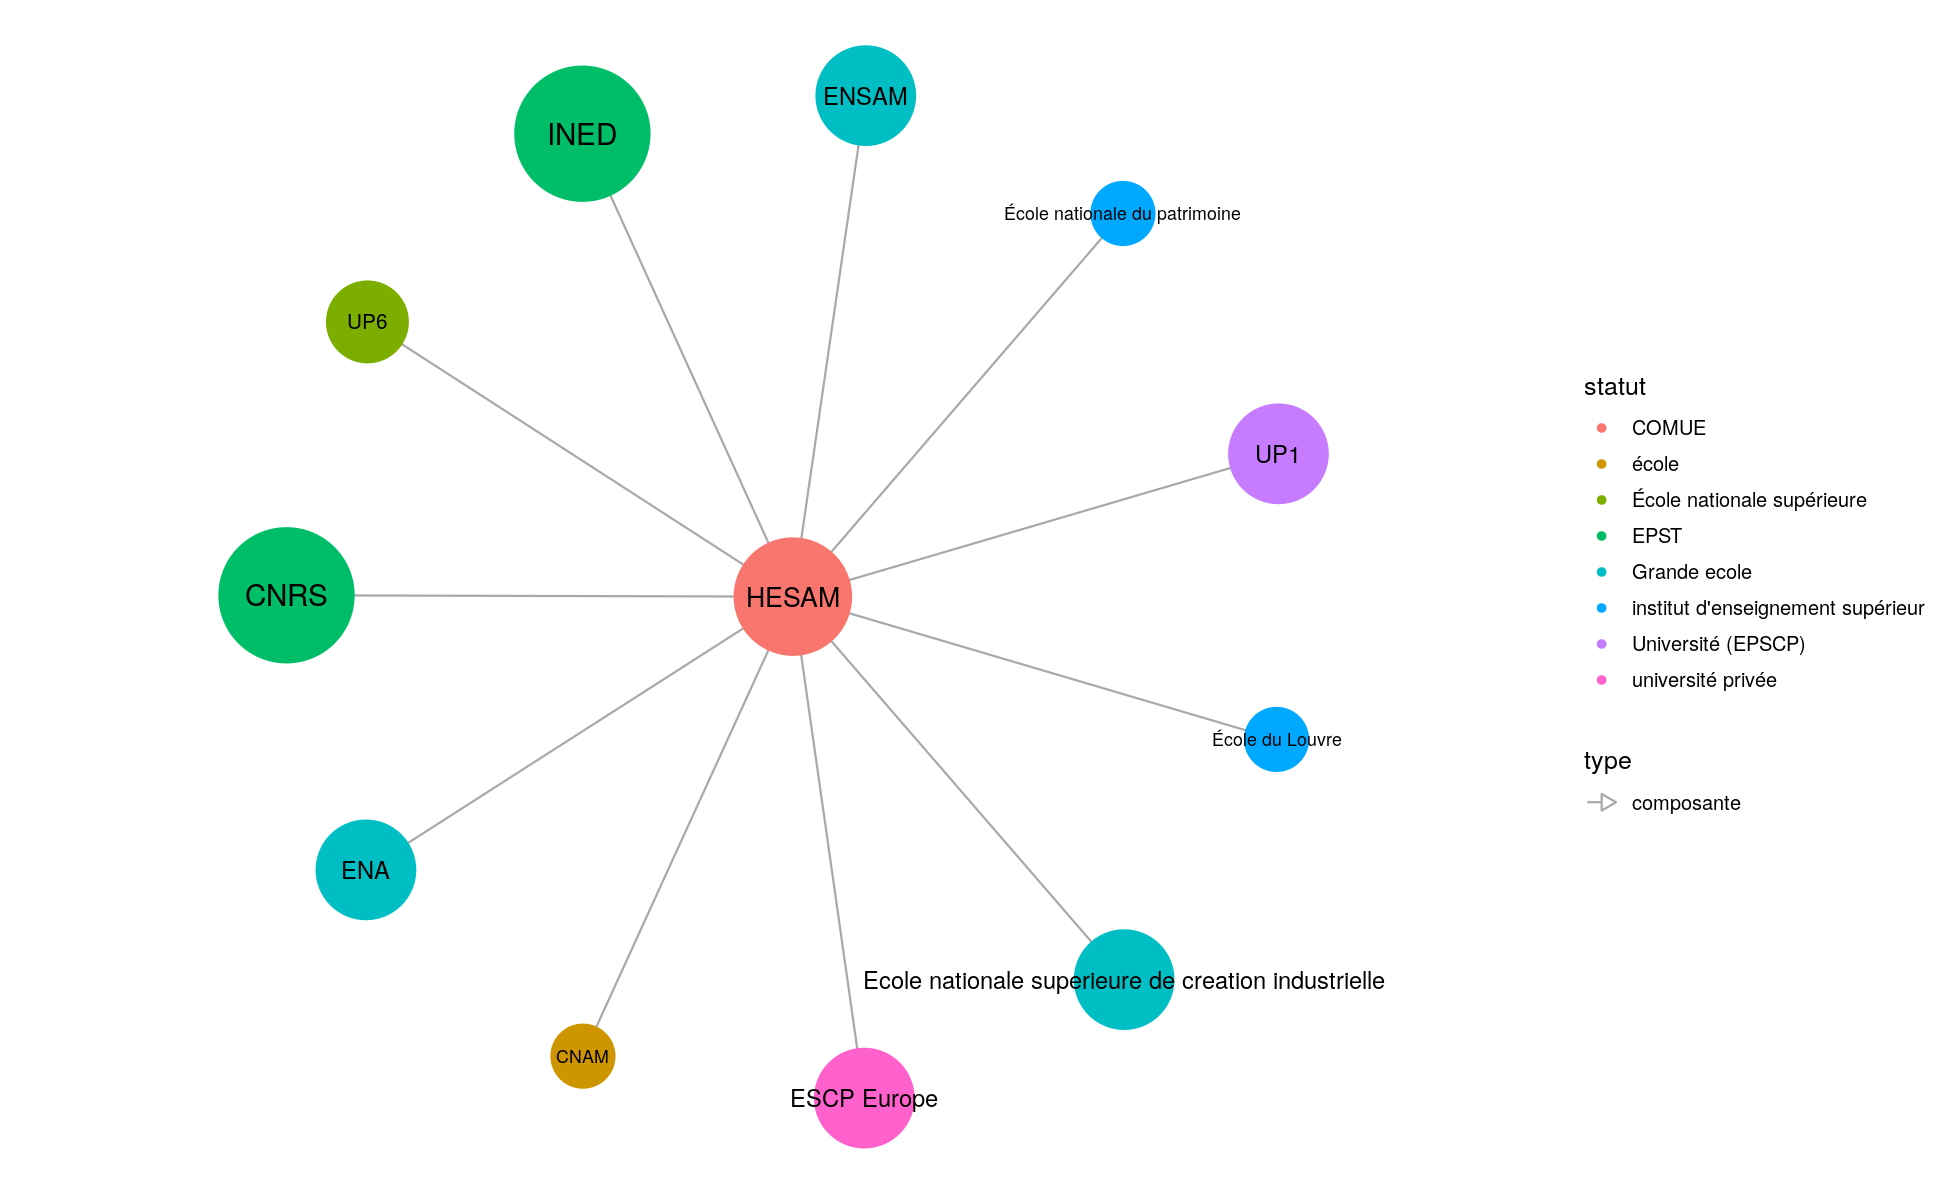 ENSAM
INED
École nationale du patrimoine
UP6
UP1
CNRS
HESAM
École du Louvre
ENA
Ecole nationale superieure de creation industrielle
CNAM
ESCP Europe
statut
COMUE
école
École nationale supérieure
EPST
Grande ecole
institut d'enseignement supérieur
Université (EPSCP)
université privée
type
composante